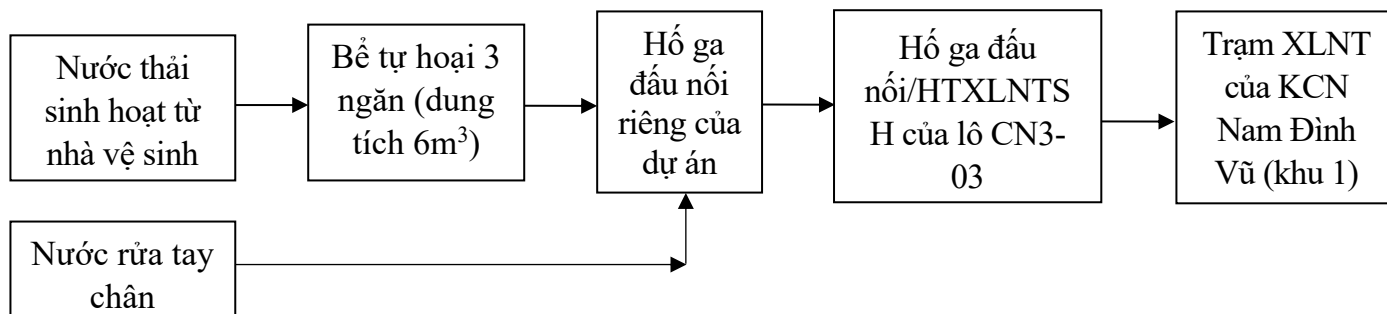 Nước thải
sinh hoạt từ
nhà vệ sinh
Bể tự hoại 3
ngăn (dung
tích 6m³)
Hố ga
đấu nối
riêng của
dự án
Hố ga đấu
nối/HTXLNTS
H của lô CN3-
03
Trạm XLNT
của KCN
Nam Đình
Vũ (khu 1)
Nước rửa tay
chân